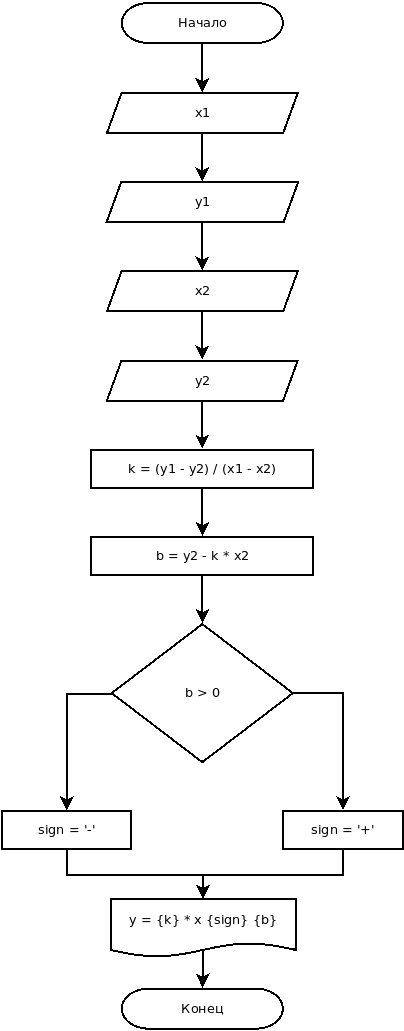 Начало
x1
y1
x2
y2
k = (y1 - y2) / (x1 - x2)
b = y2 - k * x2
b > 0
sign = '-'
sign = '+'
y = {k} * x {sign} {b}
Конец